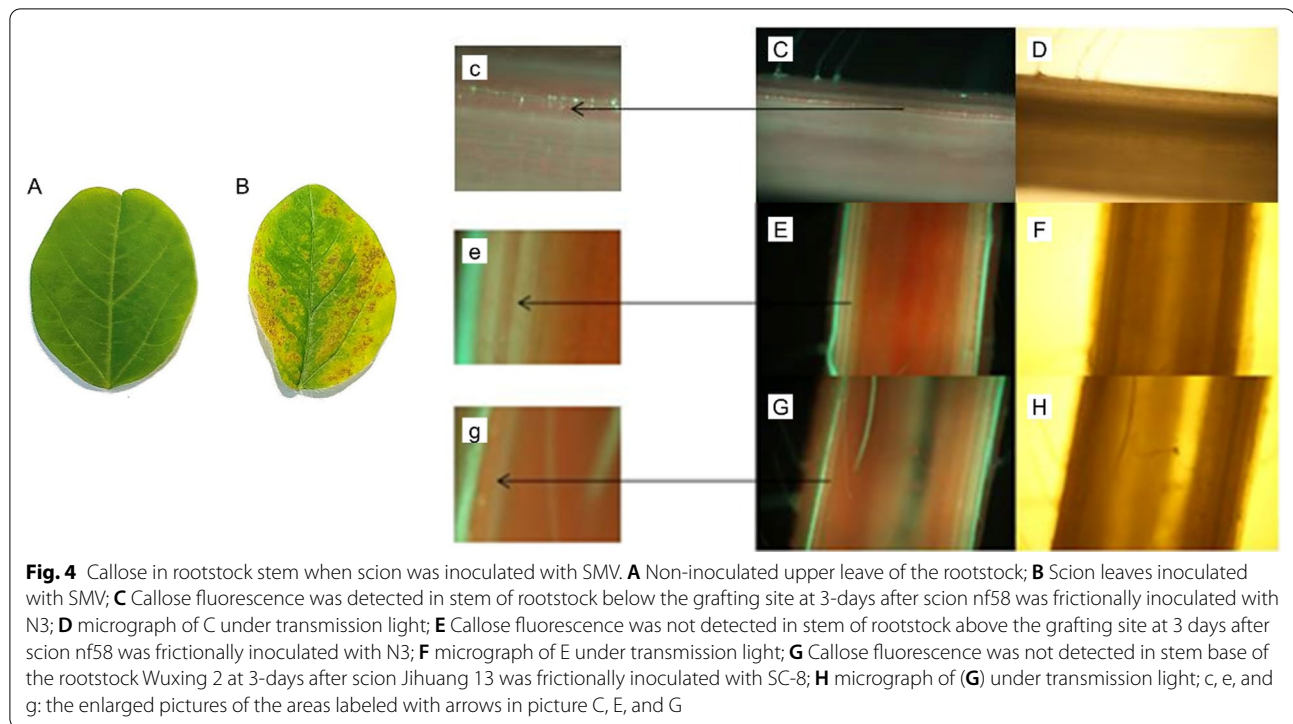 c
C
D
A
B
e
E
F
g
G
H
Fig. 4 Callose in rootstock stem when scion was inoculated with SMV. A Non-inoculated upper leave of the rootstock; B Scion leaves inoculated
with SMV; C Callose fluorescence was detected in stem of rootstock below the grafting site at 3-days after scion nf58 was frictionally inoculated with
N3; D micrograph of C under transmission light; E Callose fluorescence was not detected in stem of rootstock above the grafting site at 3 days after
scion nf58 was frictionally inoculated with N3; F micrograph of E under transmission light; G Callose fluorescence was not detected in stem base of
the rootstock Wuxing 2 at 3-days after scion Jihuang 13 was frictionally inoculated with SC-8; H micrograph of (G) under transmission light; c, e, and
g: the enlarged pictures of the areas labeled with arrows in picture C, E, and G